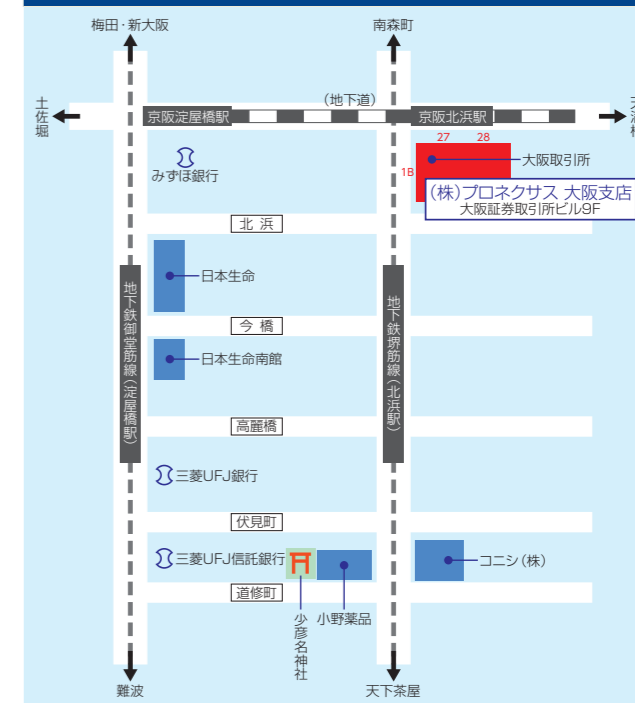 梅田・新大阪
南森町
土佐堀
(地下道)
京阪淀屋橋駅
京阪北浜駅
27
28
1B
大阪取引所
みずほ銀行
(株)プロネクサス 大阪支店
大阪証券取引所ビル9F
北浜
日本生命
地下鉄御堂筋線(淀屋橋駅)
地下鉄堺筋線(北浜駅)
今橋
日本生命南館
高麗橋
三菱UFJ銀行
伏見町
三菱UFJ信託銀行
コニシ(株)
道修町
少彦名神社
小野薬品
難波
天下茶屋